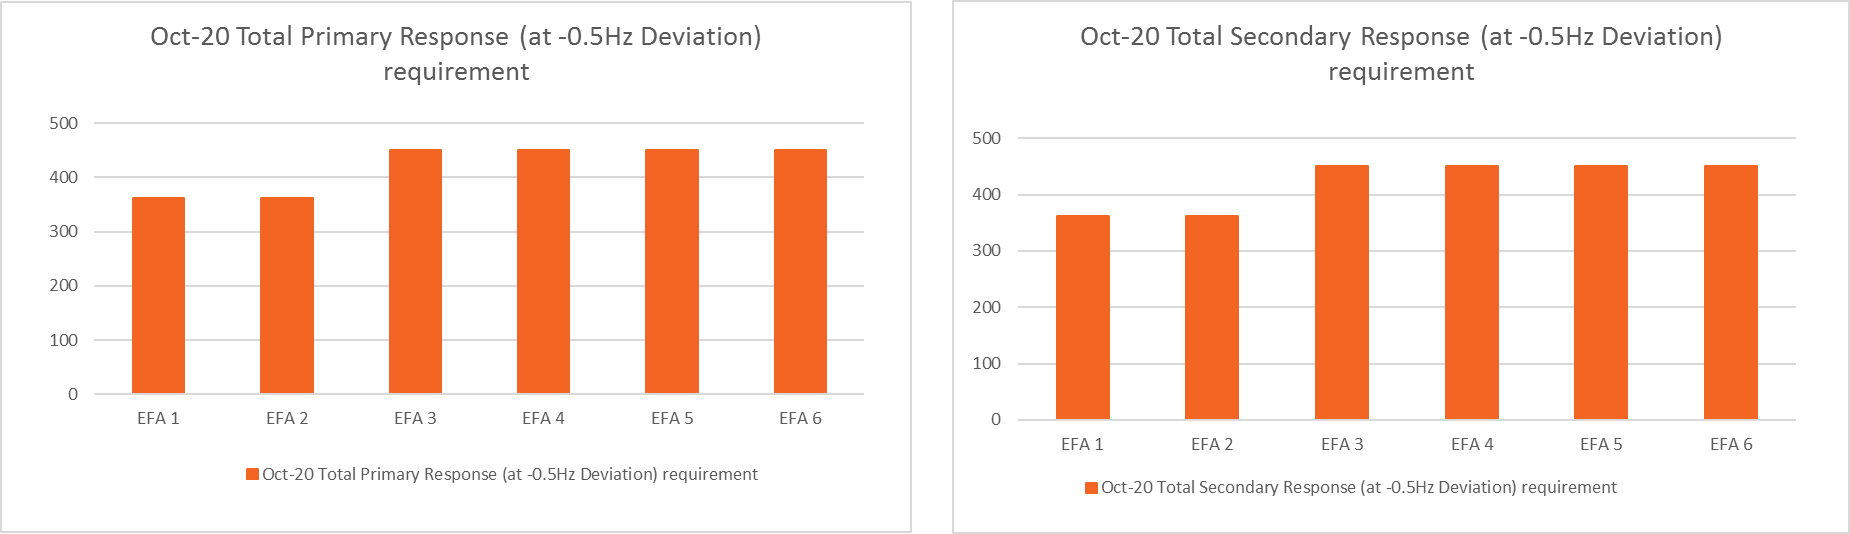 Oct-20 Total Primary Response (at -0.5Hz Deviation)
requirement
500
400
300
200
100
0
EFA 1 EFA 2 EFA 3 EFA 4 EFA 5 EFA 6
Oct-20 Total Primary Response (at -0.5Hz Deviation) requirement
Oct-20 Total Secondary Response (at -0.5Hz Deviation)
requirement
500
400
300
200
100
0
EFA 1 EFA 2 EFA 3 EFA 4 EFA 5 EFA 6
Oct-20 Total Secondary Response (at -0.5Hz Deviation) requirement